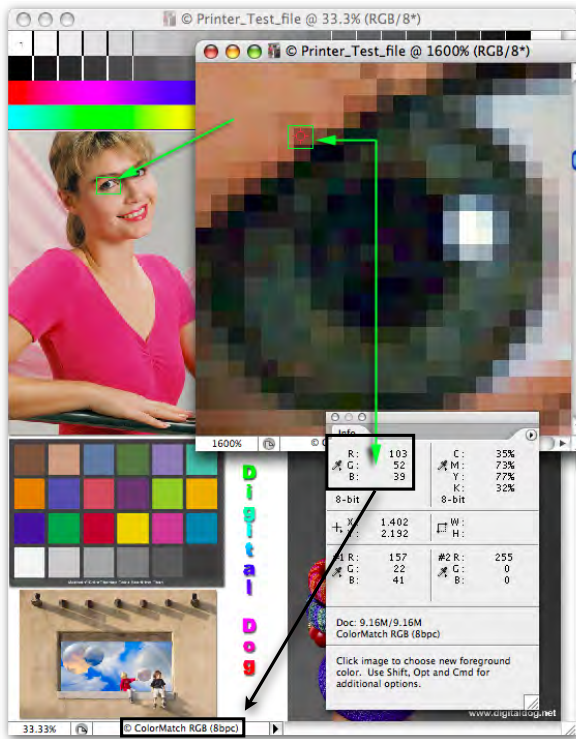 © Printer_Test_file @ 33.3% (RGB/8*)
© Printer_Test_file @ 1600% (RGB/8*)
1600%
Info
R: 103
G: 52
B: 39
8-bit
C: 35%
M: 73%
Y: 77%
K: 32%
8-bit
X: 1.402
Y: 2.192
W:
H:
#1 R: 157
G: 22
B: 41
#2 R: 255
G: 0
B: 0
Doc: 9.16M/9.16M
ColorMatch RGB (8bpc)
Click image to choose new foreground
color. Use Shift, Opt and Cmd for
additional options.
Digital Dog
www.digitaldog.net
33.33%
© ColorMatch RGB (8bpc)